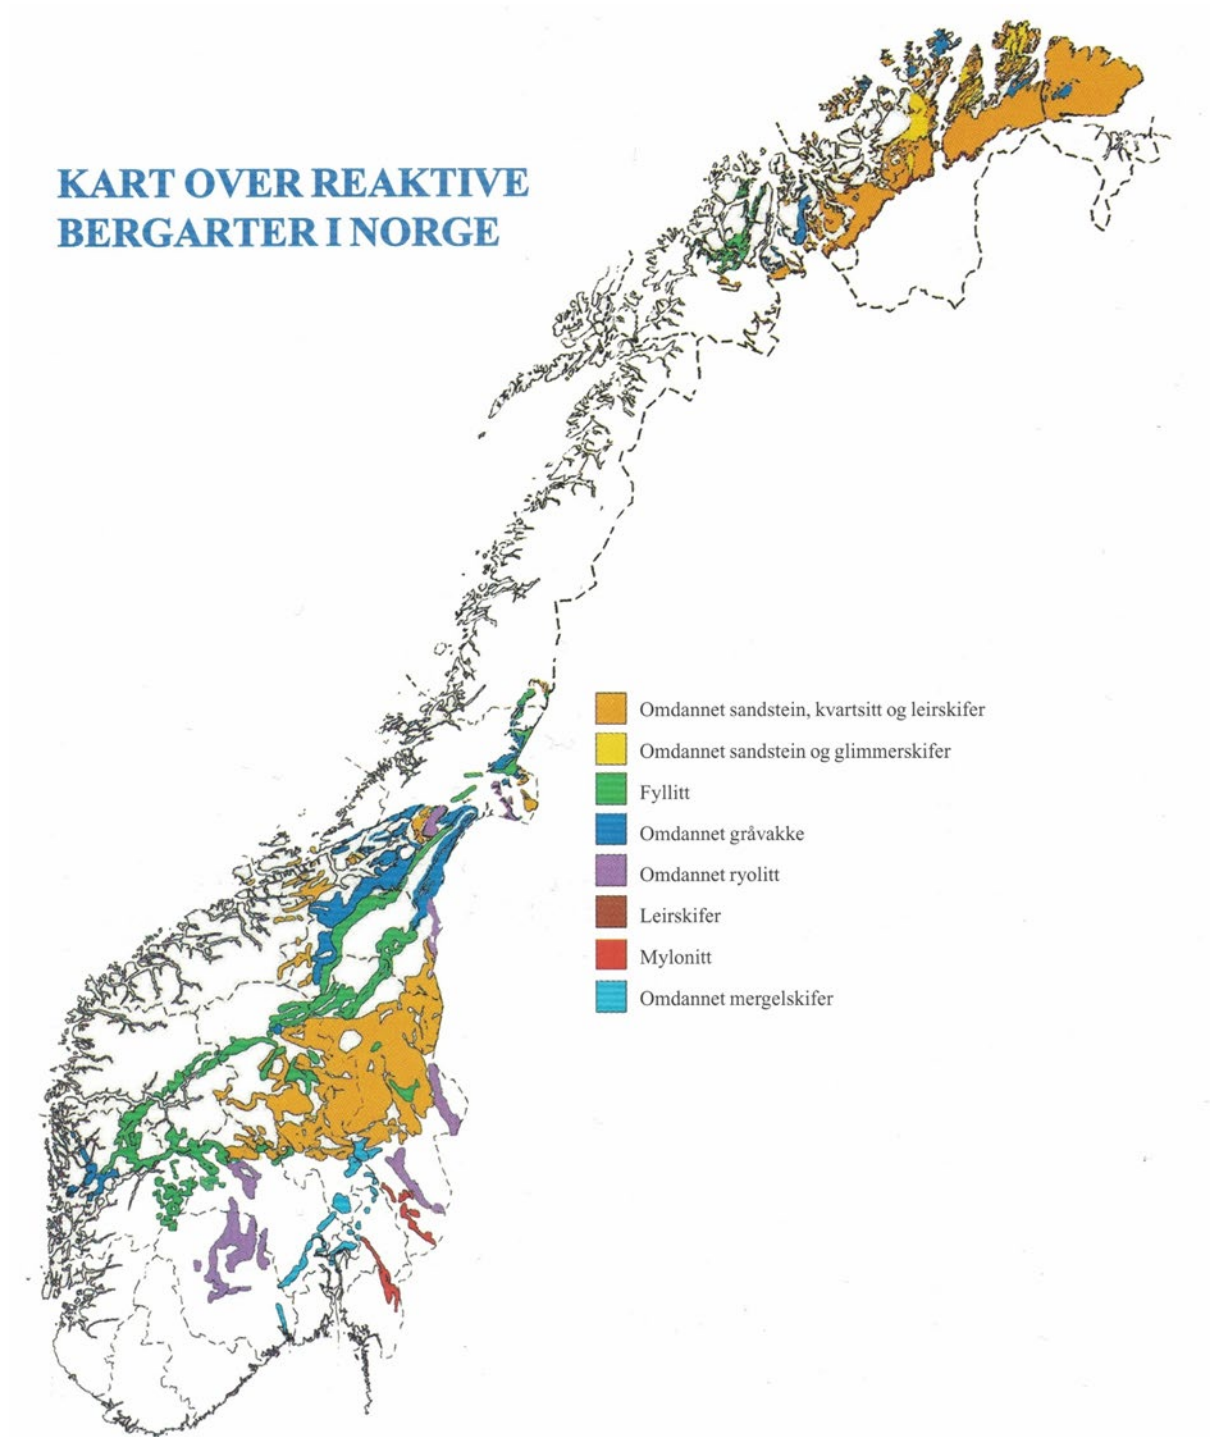 KART OVER REAKTIVE
BERGARTER I NORGE
Omdannet sandstein, kvartsitt og leirskifer
Omdannet sandstein og glimmerskifer
Fyllitt
Omdannet gråvakke
Omdannet ryolitt
Leirskifer
Mylonitt
Omdannet mergelskifer